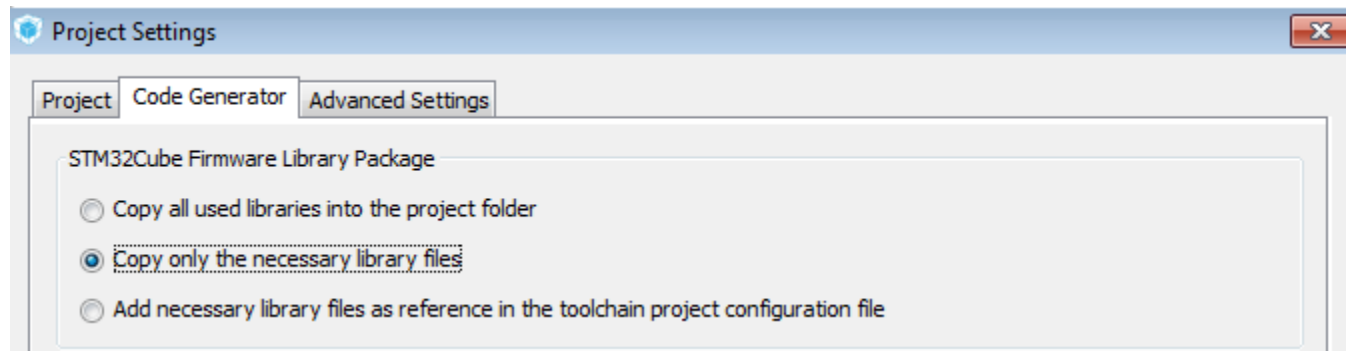 Project Settings
Project Code Generator Advanced Settings
STM32Cube Firmware Library Package
Copy all used libraries into the project folder
Copy only the necessary library files
Add necessary library files as reference in the toolchain project configuration file